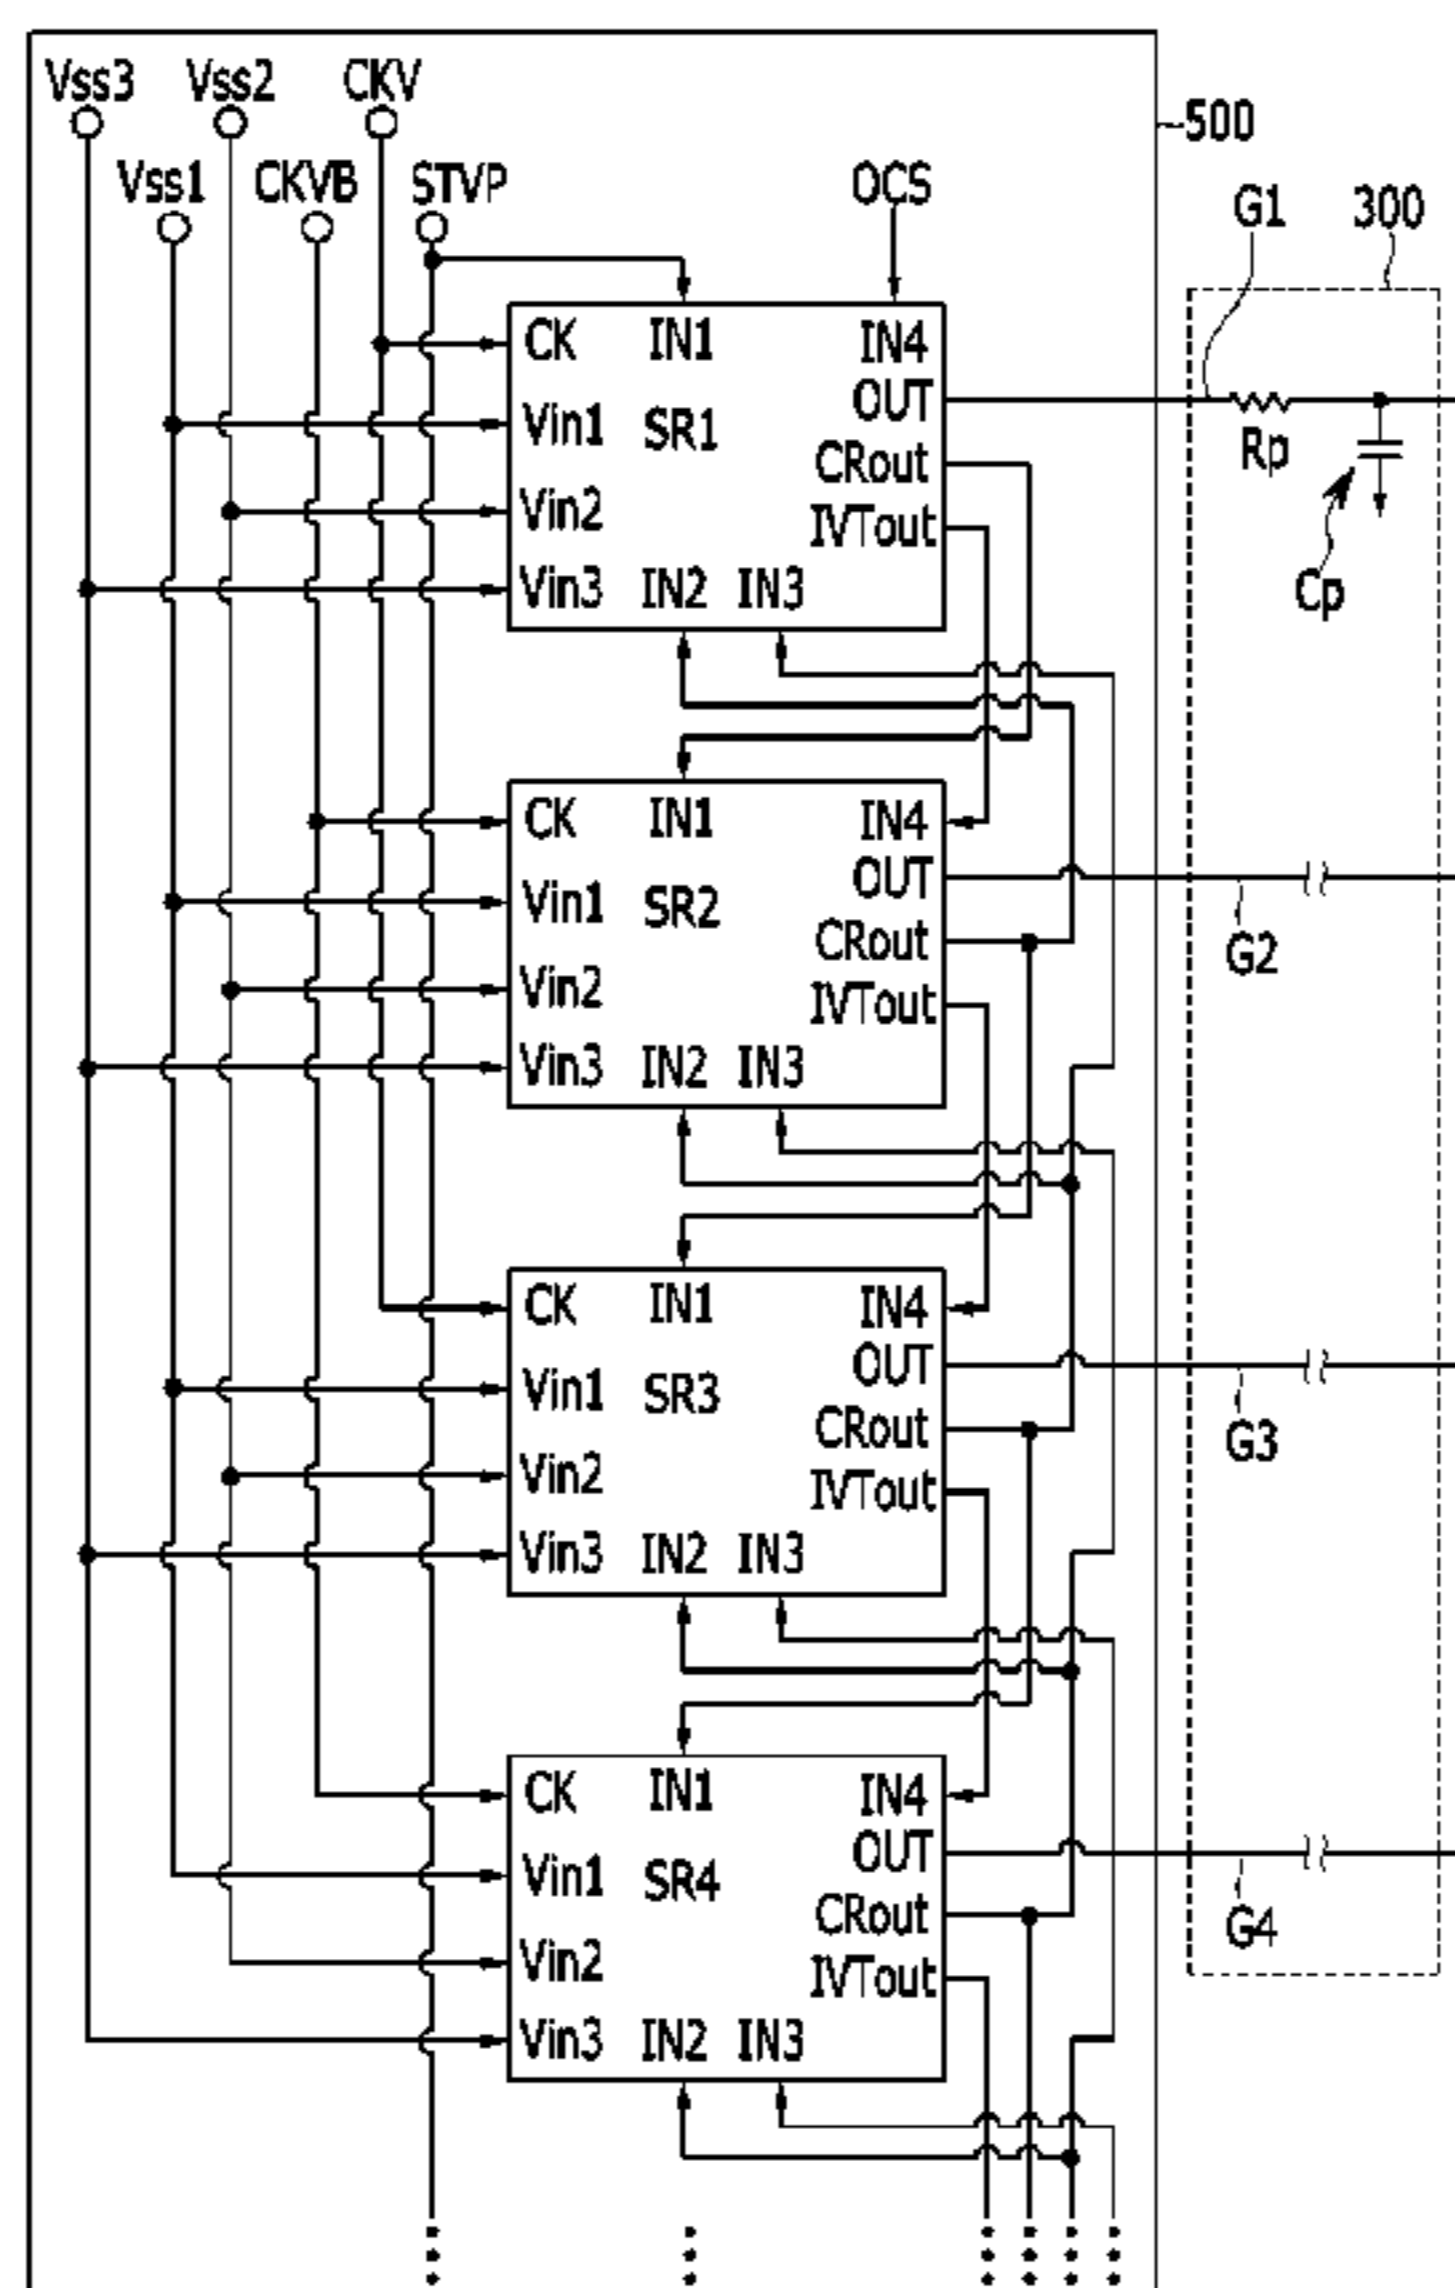 Vss3 Vss2 CKV
500
Vss1 CKVB STVP OCS
G1 300
CK IN1 IN4
OUT
Vin1 SR1
CRout
Rp
Vin2
IVTout
Vin3 IN2 IN3
Cp
CK IN1 IN4
OUT
Vin1 SR2
CRout
G2
Vin2
IVTout
Vin3 IN2 IN3
CK IN1 IN4
OUT
Vin1 SR3
CRout
G3
Vin2
IVTout
Vin3 IN2 IN3
CK IN1 IN4
OUT
Vin1 SR4
CRout
G4
Vin2
IVTout
Vin3 IN2 IN3